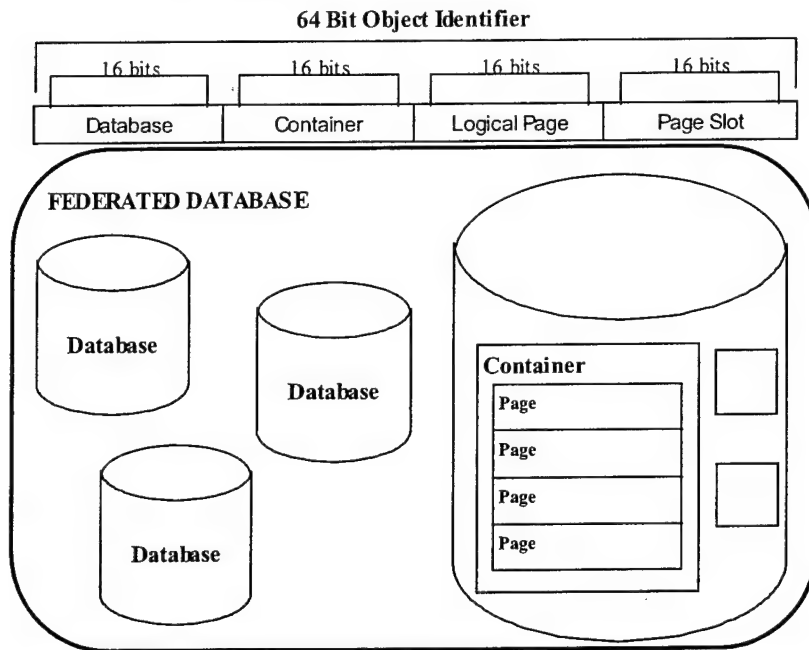 64 Bit Object Identifier
16 bits 16 bits 16 bits 16 bits
Database Container Logical Page Page Slot
FEDERATED DATABASE
Database
Database
Database
Container
Page
Page
Page
Page